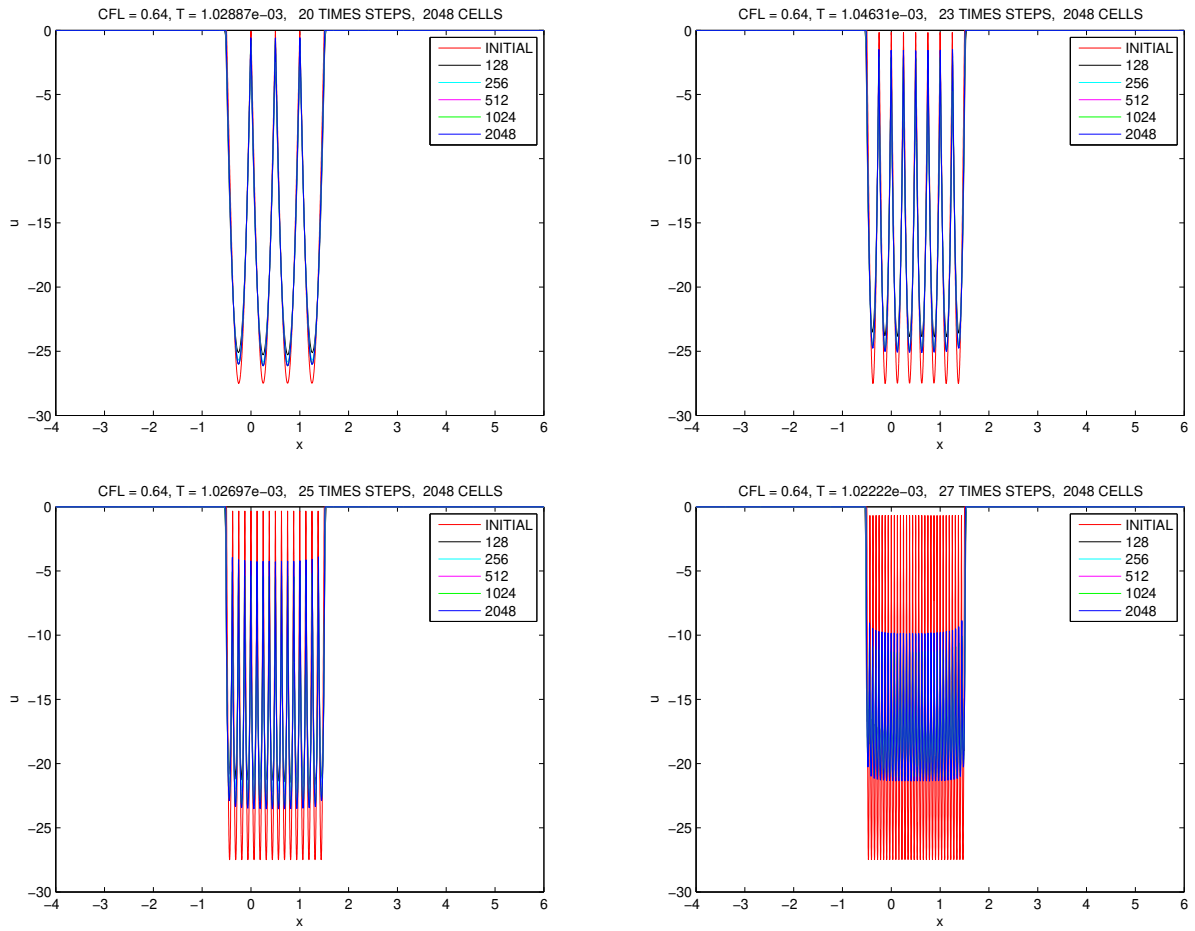 CFL = 0.64, T = 1.02887e−03, 20 TIMES STEPS, 2048 CELLS
0
−5
−10
−15
−20
−25
−30
u
−4 −3 −2 −1 0 1 2 3 4 5 6
x
INITIAL
128
256
512
1024
2048
CFL = 0.64, T = 1.04631e−03, 23 TIMES STEPS, 2048 CELLS
0
−5
−10
−15
−20
−25
−30
u
−4 −3 −2 −1 0 1 2 3 4 5 6
x
INITIAL
128
256
512
1024
2048
CFL = 0.64, T = 1.02697e−03, 25 TIMES STEPS, 2048 CELLS
0
−5
−10
−15
−20
−25
−30
u
−4 −3 −2 −1 0 1 2 3 4 5 6
x
INITIAL
128
256
512
1024
2048
CFL = 0.64, T = 1.02222e−03, 27 TIMES STEPS, 2048 CELLS
0
−5
−10
−15
−20
−25
−30
u
−4 −3 −2 −1 0 1 2 3 4 5 6
x
INITIAL
128
256
512
1024
2048